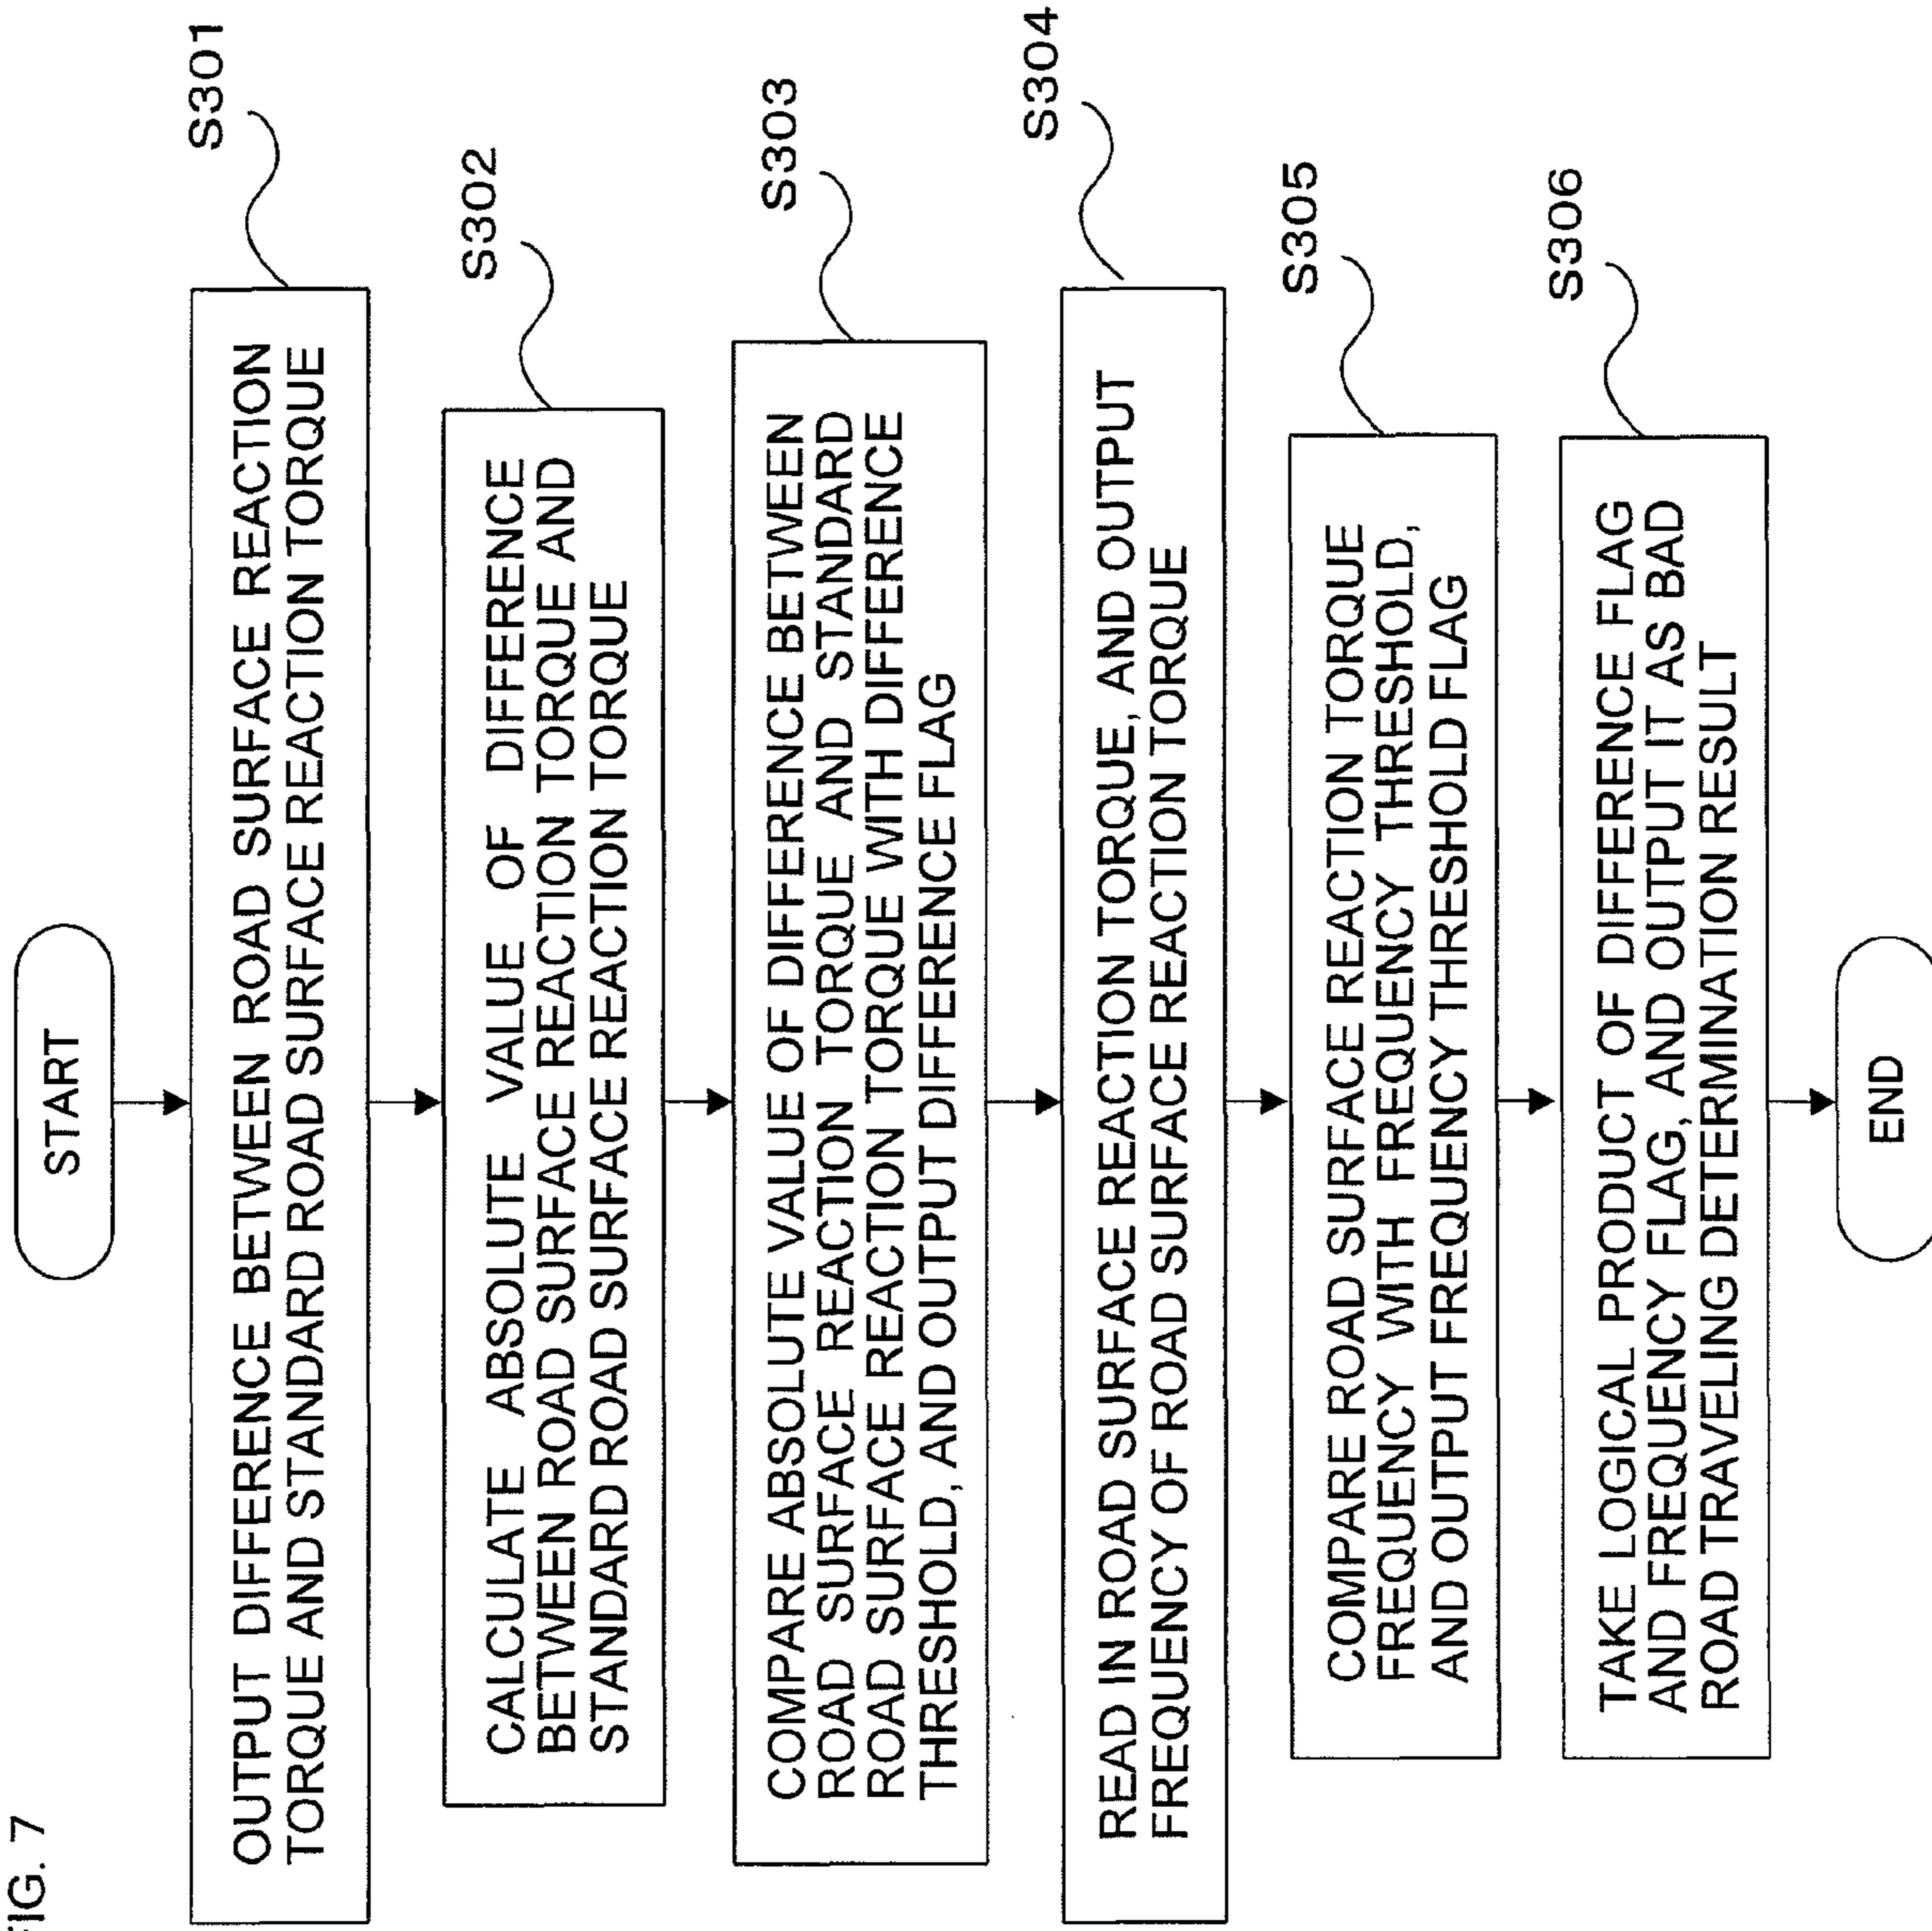 FIG. 7
START
OUTPUT DIFFERENCE BETWEEN ROAD SURFACE REACTION
TORQUE AND STANDARD ROAD SURFACE REACTION TORQUE
S301
CALCULATE ABSOLUTE VALUE OF DIFFERENCE
BETWEEN ROAD SURFACE REACTION TORQUE AND
STANDARD ROAD SURFACE REACTION TORQUE
S302
COMPARE ABSOLUTE VALUE OF DIFFERENCE BETWEEN
ROAD SURFACE REACTION TORQUE AND STANDARD
ROAD SURFACE REACTION TORQUE WITH DIFFERENCE
THRESHOLD, AND OUTPUT DIFFERENCE FLAG
S303
READ IN ROAD SURFACE REACTION TORQUE, AND OUTPUT
FREQUENCY OF ROAD SURFACE REACTION TORQUE
S304
COMPARE ROAD SURFACE REACTION TORQUE
FREQUENCY WITH FREQUENCY THRESHOLD,
AND OUTPUT FREQUENCY THRESHOLD FLAG
S305
TAKE LOGICAL PRODUCT OF DIFFERENCE FLAG
AND FREQUENCY FLAG, AND OUTPUT IT AS BAD
ROAD TRAVELING DETERMINATION RESULT
S306
END